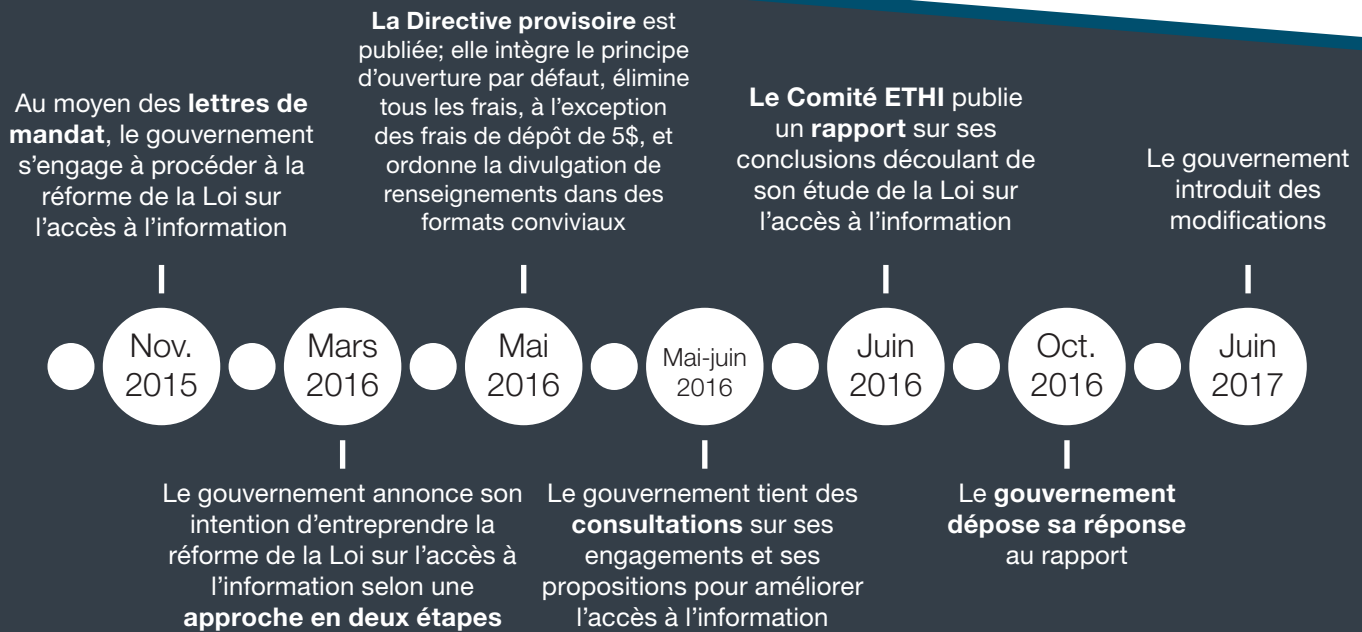 Au moyen des lettres de
mandat, le gouvernement
s'engage à procéder à la
réforme de la Loi sur
l'accès à l'information
La Directive provisoire est
publiée; elle intègre le principe
d'ouverture par défaut, élimine
tous les frais, à l'exception
des frais de dépôt de 5$, et
ordonne la divulgation de
renseignements dans des
formats conviviaux
Le Comité ETHI publie
un rapport sur ses
conclusions découlant de
son étude de la Loi sur
l'accès à l'information
Le gouvernement
introduit des
modifications
Nov.
2015
Mars
2016
Mai
2016
Mai-juin
2016
Juin
2016
Oct.
2016
Juin
2017
Le gouvernement annonce son
intention d'entreprendre la
réforme de la Loi sur l'accès à
l'information selon une
approche en deux étapes
Le gouvernement tient des
consultations sur ses
engagements et ses
propositions pour améliorer
l'accès à l'information
Le gouvernement
dépose sa réponse
au rapport